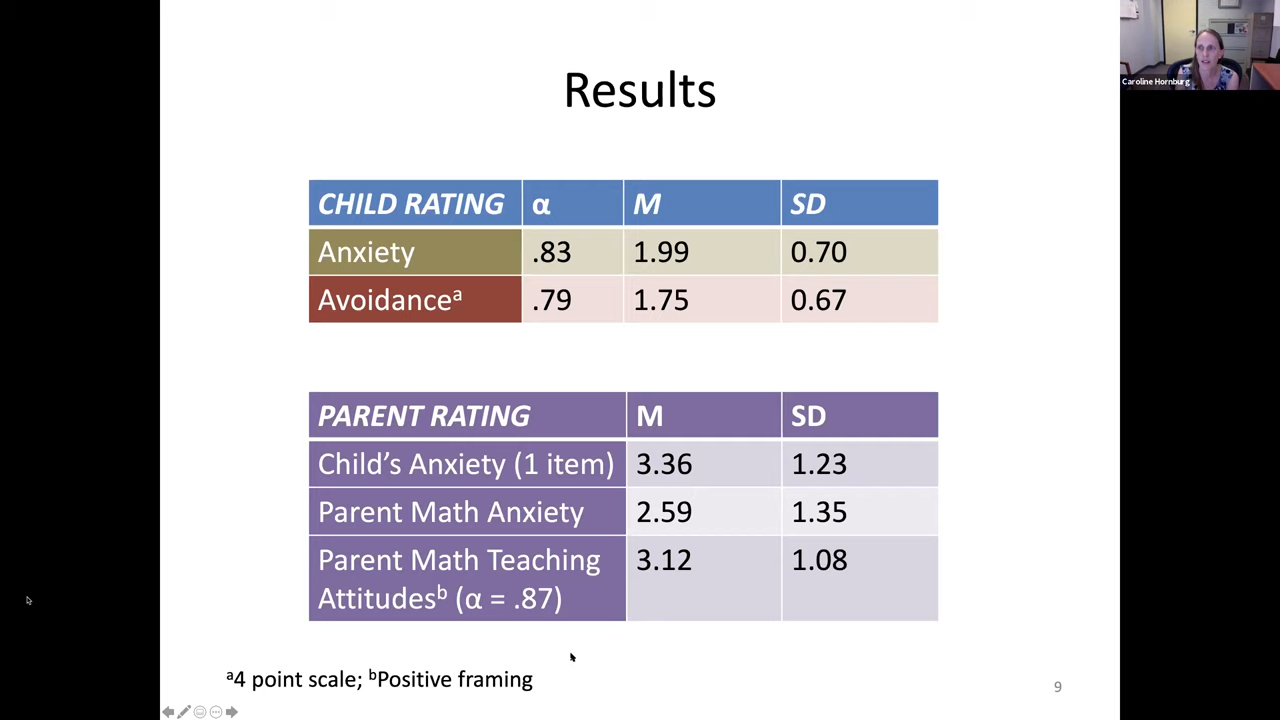 Results
CHILD RATING α M SD
Anxiety .83 1.99 0.70
Avoidanceᵃ .79 1.75 0.67
PARENT RATING M SD
Child’s Anxiety (1 item) 3.36 1.23
Parent Math Anxiety 2.59 1.35
Parent Math Teaching 3.12 1.08
Attitudesᵇ (α = .87)
ᵃ4 point scale; ᵇPositive framing
9
Caroline Hornburg